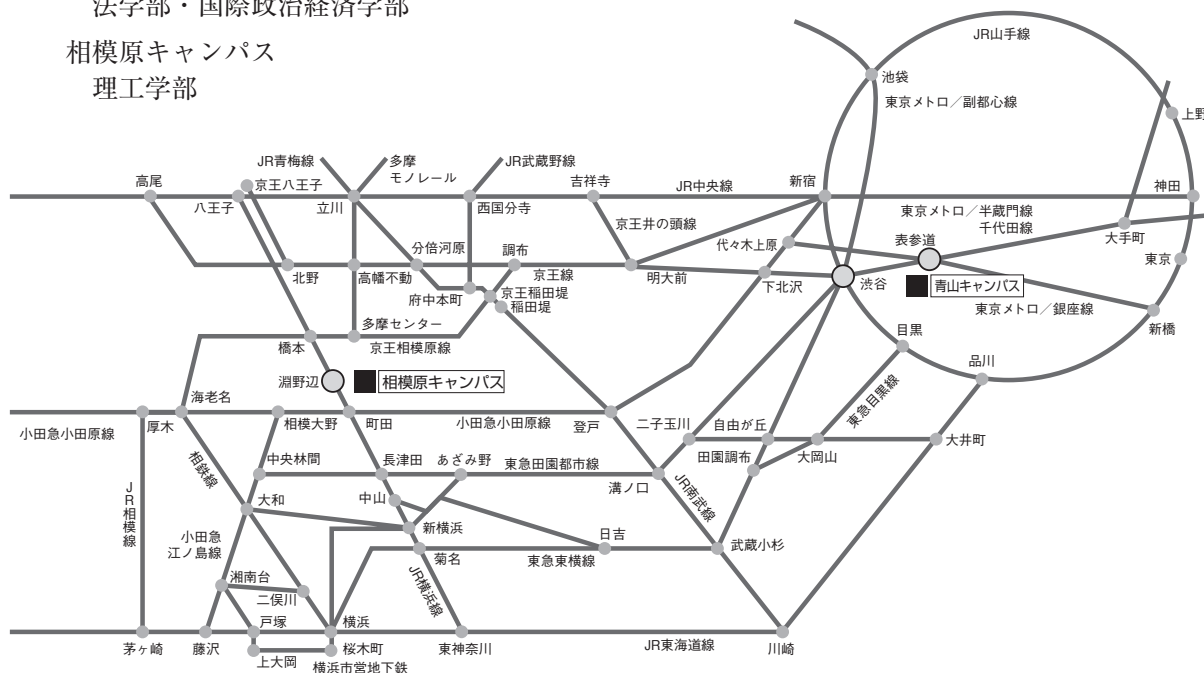 法学部・国際政治経済学部
相模原キャンパス
理工学部
JR山手線
池袋
東京メトロ／副都心線
上野
JR青梅線
多摩
モノレール
JR武蔵野線
高尾
京王八王子
八王子
立川
西国分寺
吉祥寺
JR中央線
新宿
神田
京王井の頭線
東京メトロ／半蔵門線
千代田線
大手町
代々木上原
表参道
分倍河原
調布
北野
高幡不動
京王線
明大前
下北沢
渋谷
青山キャンパス
東京
府中本町
京王稲田堤
稲田堤
東京メトロ／銀座線
新橋
多摩センター
橋本
京王相模原線
目黒
品川
淵野辺
相模原キャンパス
東急目黒線
海老名
小田急小田原線
厚木
相模大野
町田
小田急小田原線
登戸
二子玉川
自由が丘
田園調布
大岡山
大井町
相鉄線
中央林間
長津田
あざみ野
東急田園都市線
溝ノ口
JR南武線
JR相模線
大和
中山
新横浜
小田急
江ノ島線
菊名
日吉
東急東横線
武蔵小杉
JR横浜線
湘南台
二俣川
戸塚
横浜
茅ヶ崎
藤沢
上大岡
桜木町
横浜市営地下鉄
東神奈川
JR東海道線
川崎